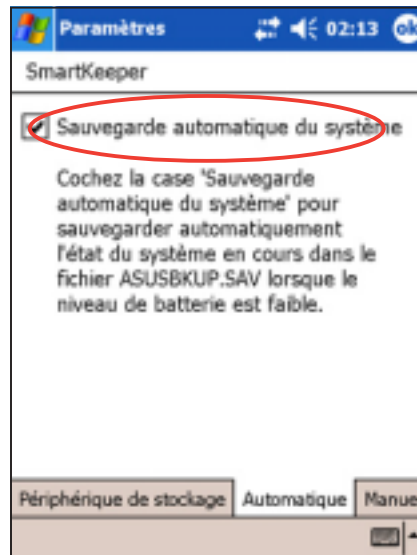 Paramètres 02:13 ok
SmartKeeper
Sauvegarde automatique du système
Cochez la case 'Sauvegarde
automatique du système' pour
sauvegarder automatiquement
l'état du système en cours dans le
fichier ASUSBKUP.SAV lorsque le
niveau de batterie est faible.
Périphérique de stockage Automatique Manue